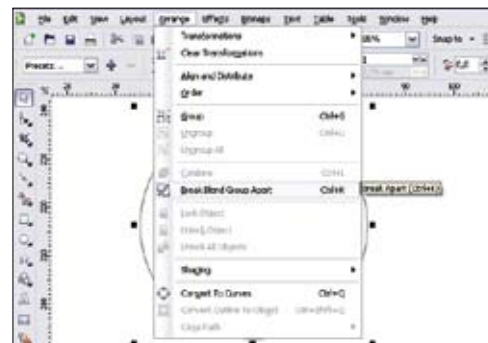 File Edit View Layout Arrange Effects Bitmaps Text Table Tools Window Help
Presets...
Snap to
Transformations
Clear Transformations
Align and Distribute
Order
Group Ctrl+G
Ungroup Ctrl+U
Ungroup All
Combine Ctrl+L
Break Blend Group Apart Ctrl+K
Break Apart (Ctrl+K)
Lock Object
Unlock Object
Unlock All Objects
Shaping
Convert To Curves Ctrl+Q
Convert Outline To Object Ctrl+Shift+Q
Close Path